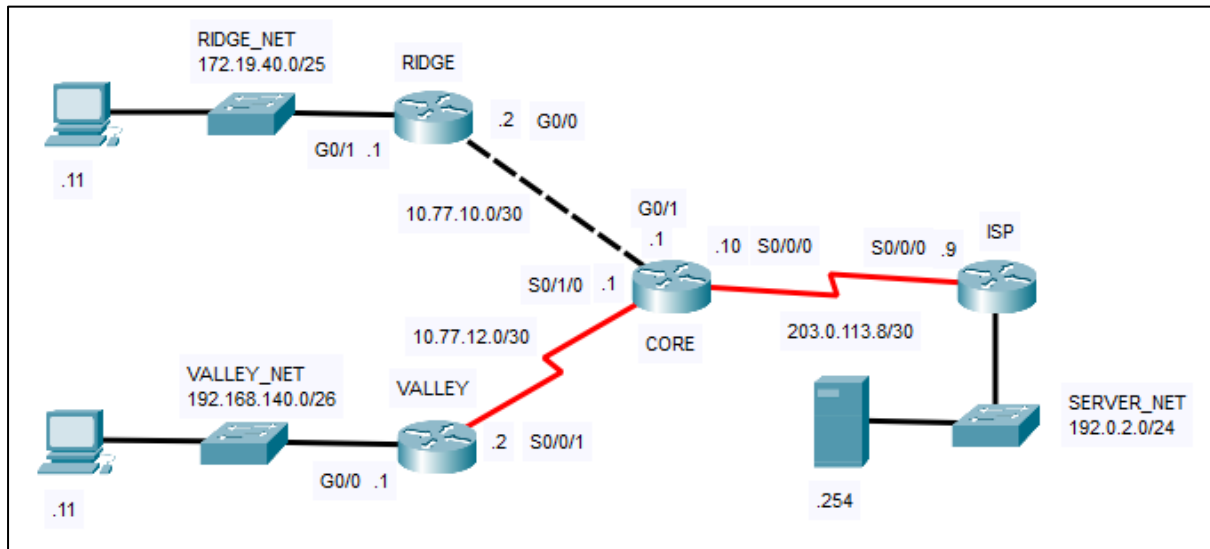 RIDGE_NET
172.19.40.0/25
RIDGE
.2 G0/0
G0/1 .1
.11
10.77.10.0/30
G0/1
.1
.10 S0/0/0
S0/0/0 .9
ISP
S0/1/0 .1
CORE
203.0.113.8/30
10.77.12.0/30
VALLEY_NET
192.168.140.0/26
VALLEY
.2 S0/0/1
G0/0 .1
.11
SERVER_NET
192.0.2.0/24
.254